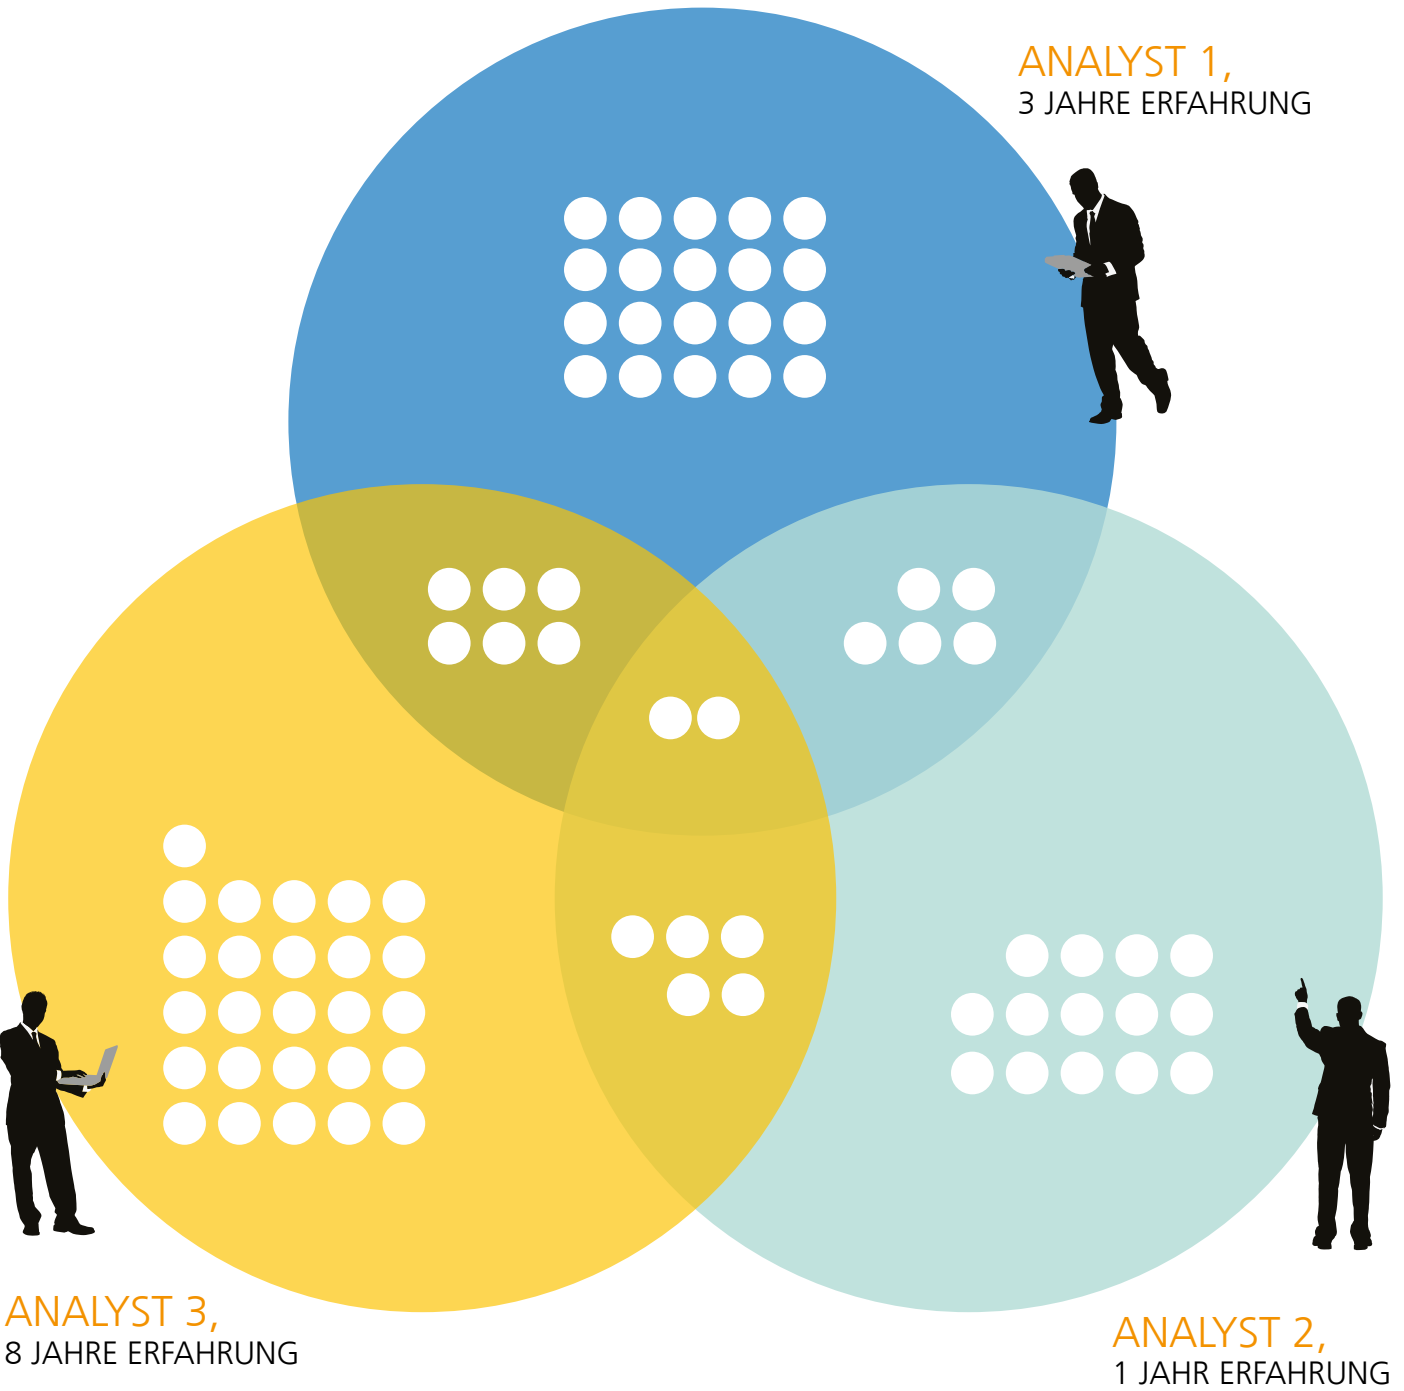 ANALYST 1,
3 JAHRE ERFAHRUNG
ANALYST 3,
8 JAHRE ERFAHRUNG
ANALYST 2,
1 JAHR ERFAHRUNG